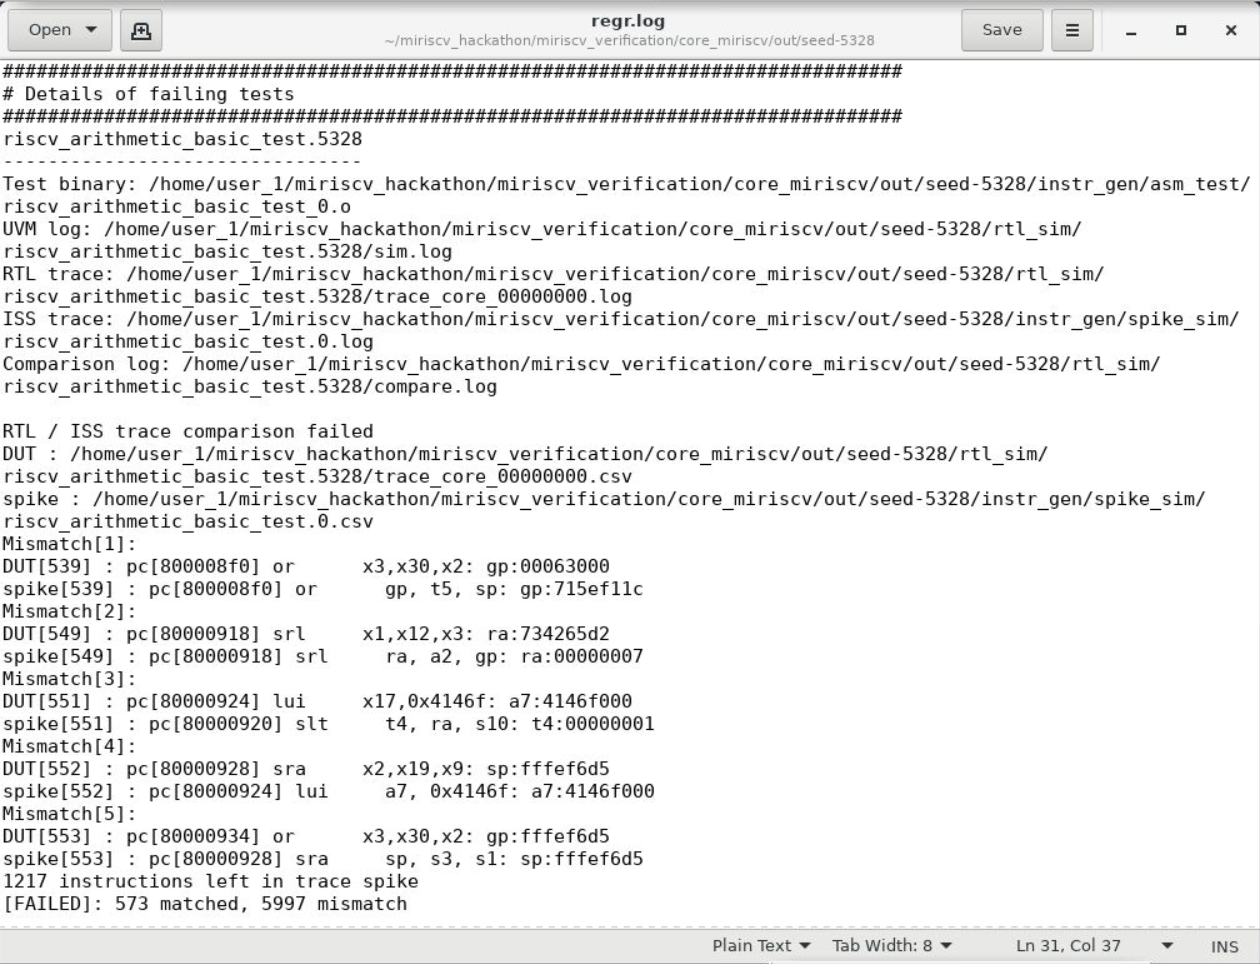 Open
regr.log
~/miriscv_hackathon/miriscv_verification/core_miriscv/out/seed-5328
Save
################################################################################
# Details of failing tests
################################################################################
riscv_arithmetic_basic_test.5328
--------------------------------
Test binary: /home/user_1/miriscv_hackathon/miriscv_verification/core_miriscv/out/seed-5328/instr_gen/asm_test/
riscv_arithmetic_basic_test_0.o
UVM log: /home/user_1/miriscv_hackathon/miriscv_verification/core_miriscv/out/seed-5328/rtl_sim/
riscv_arithmetic_basic_test.5328/sim.log
RTL trace: /home/user_1/miriscv_hackathon/miriscv_verification/core_miriscv/out/seed-5328/rtl_sim/
riscv_arithmetic_basic_test.5328/trace_core_00000000.log
ISS trace: /home/user_1/miriscv_hackathon/miriscv_verification/core_miriscv/out/seed-5328/instr_gen/spike_sim/
riscv_arithmetic_basic_test.0.log
Comparison log: /home/user_1/miriscv_hackathon/miriscv_verification/core_miriscv/out/seed-5328/rtl_sim/
riscv_arithmetic_basic_test.5328/compare.log
RTL / ISS trace comparison failed
DUT : /home/user_1/miriscv_hackathon/miriscv_verification/core_miriscv/out/seed-5328/rtl_sim/
riscv_arithmetic_basic_test.5328/trace_core_00000000.csv
spike : /home/user_1/miriscv_hackathon/miriscv_verification/core_miriscv/out/seed-5328/instr_gen/spike_sim/
riscv_arithmetic_basic_test.0.csv
Mismatch[1]:
DUT[539] : pc[800008f0] or      x3,x30,x2: gp:00063000
spike[539] : pc[800008f0] or      gp, t5, sp: gp:715ef11c
Mismatch[2]:
DUT[549] : pc[80000918] srl     x1,x12,x3: ra:734265d2
spike[549] : pc[80000918] srl     ra, a2, gp: ra:00000007
Mismatch[3]:
DUT[551] : pc[80000924] lui     x17,0x4146f: a7:4146f000
spike[551] : pc[80000920] slt     t4, ra, s10: t4:00000001
Mismatch[4]:
DUT[552] : pc[80000928] sra     x2,x19,x9: sp:fffef6d5
spike[552] : pc[80000924] lui     a7, 0x4146f: a7:4146f000
Mismatch[5]:
DUT[553] : pc[80000934] or      x3,x30,x2: gp:fffef6d5
spike[553] : pc[80000928] sra     sp, s3, s1: sp:fffef6d5
1217 instructions left in trace spike
[FAILED]: 573 matched, 5997 mismatch
Plain Text Tab Width: 8 Ln 31, Col 37 INS